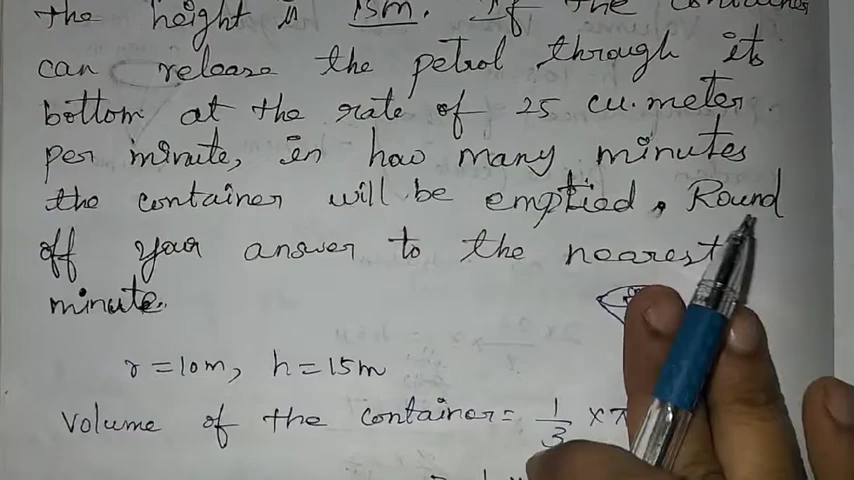 the height is 15m. If the container
can release the petrol through its
bottom at the rate of 25 cu.meter
per minute, in how many minutes
the container will be emptied. Round
off your answer to the nearest
minute.
r = 10m, h = 15m
Volume of the container = 1/3 × π